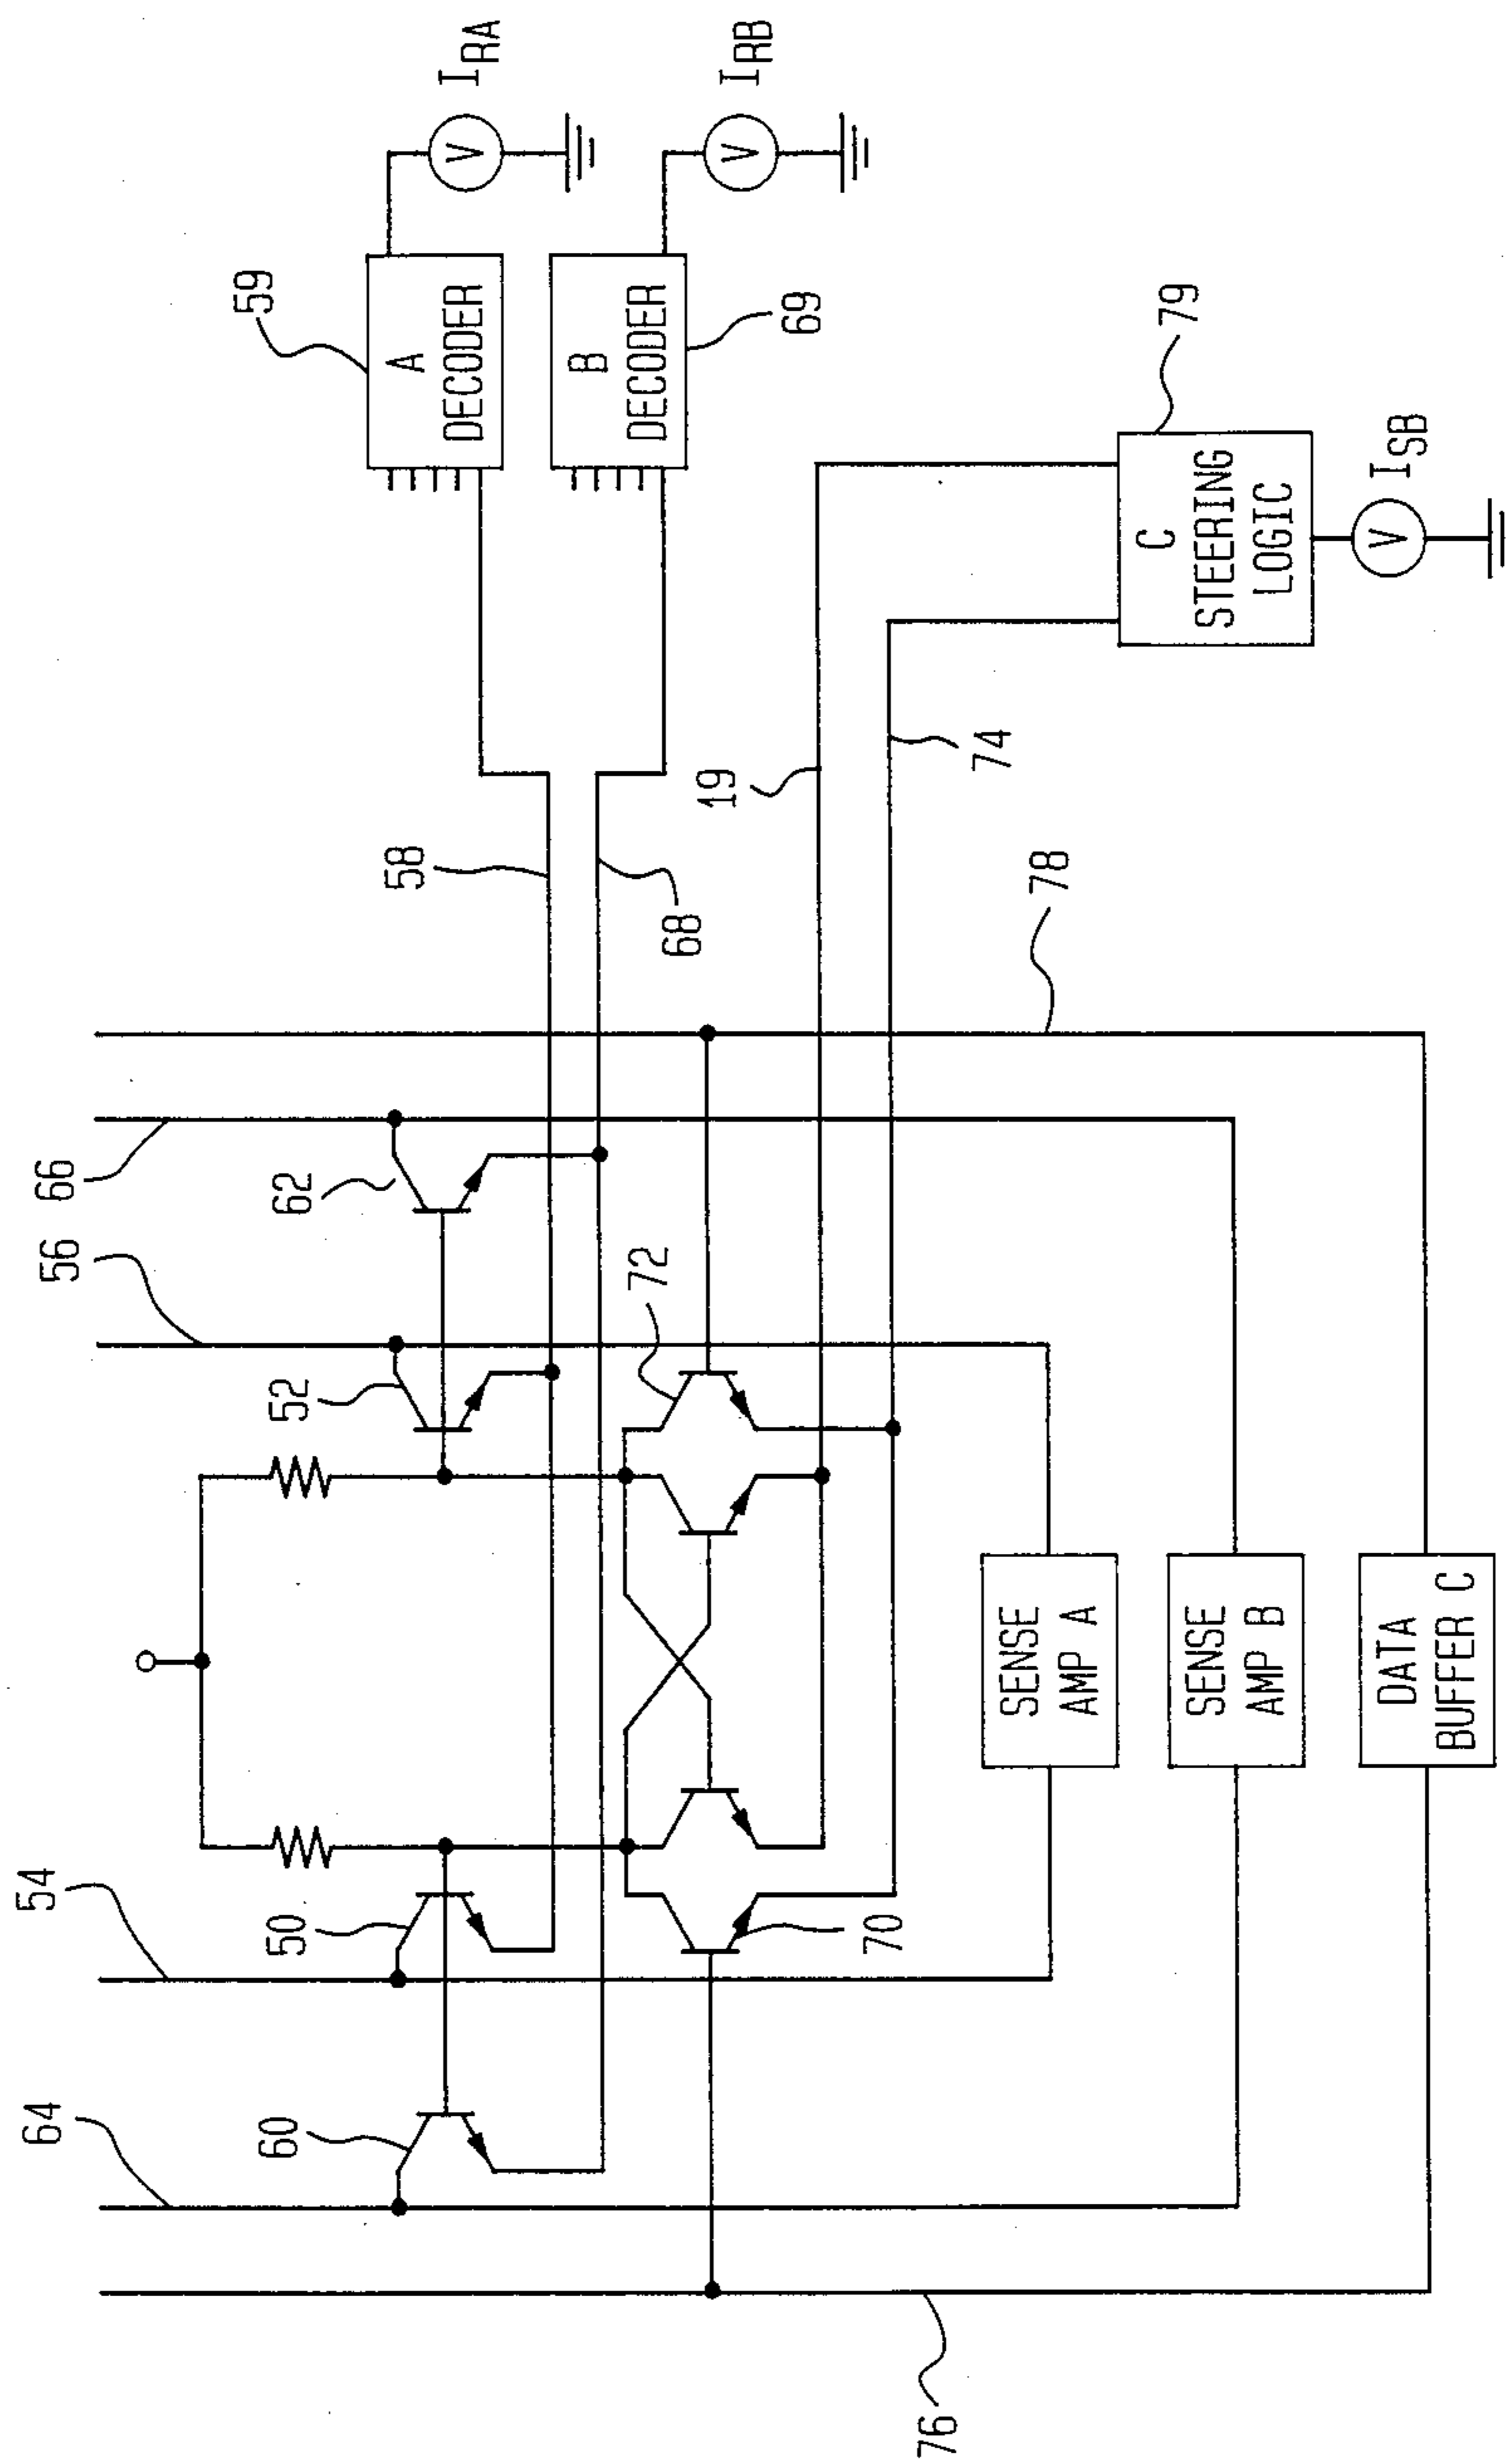 64
60
54
50
56
52
66
62
76
70
72
58
68
19
74
78
59
A
DECODER
I_RA
B
DECODER
69
I_RB
79
C
STEERING
LOGIC
I_SB
V
V
V
SENSE
AMP A
SENSE
AMP B
DATA
BUFFER C